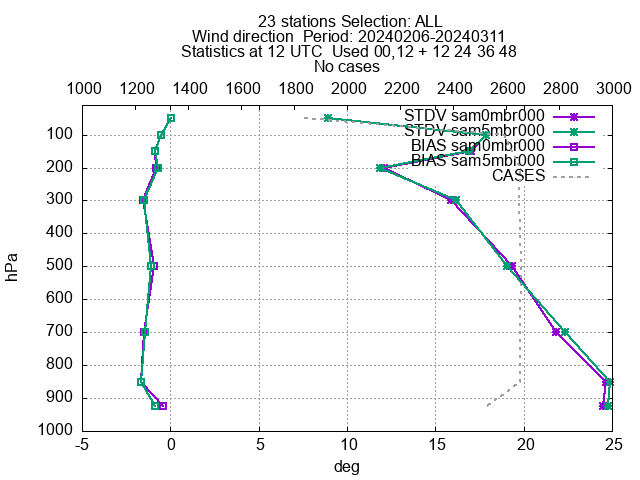 23 stations Selection: ALL
Wind direction  Period: 20240206-20240311
Statistics at 12 UTC  Used 00,12 + 12 24 36 48
No cases
1000 1200 1400 1600 1800 2000 2200 2400 2600 2800 3000
STDV sam0mbr000
STDV sam5mbr000
BIAS sam0mbr000
BIAS sam5mbr000
CASES
100
200
300
400
500
600
700
800
900
1000
hPa
-5 0 5 10 15 20 25
deg